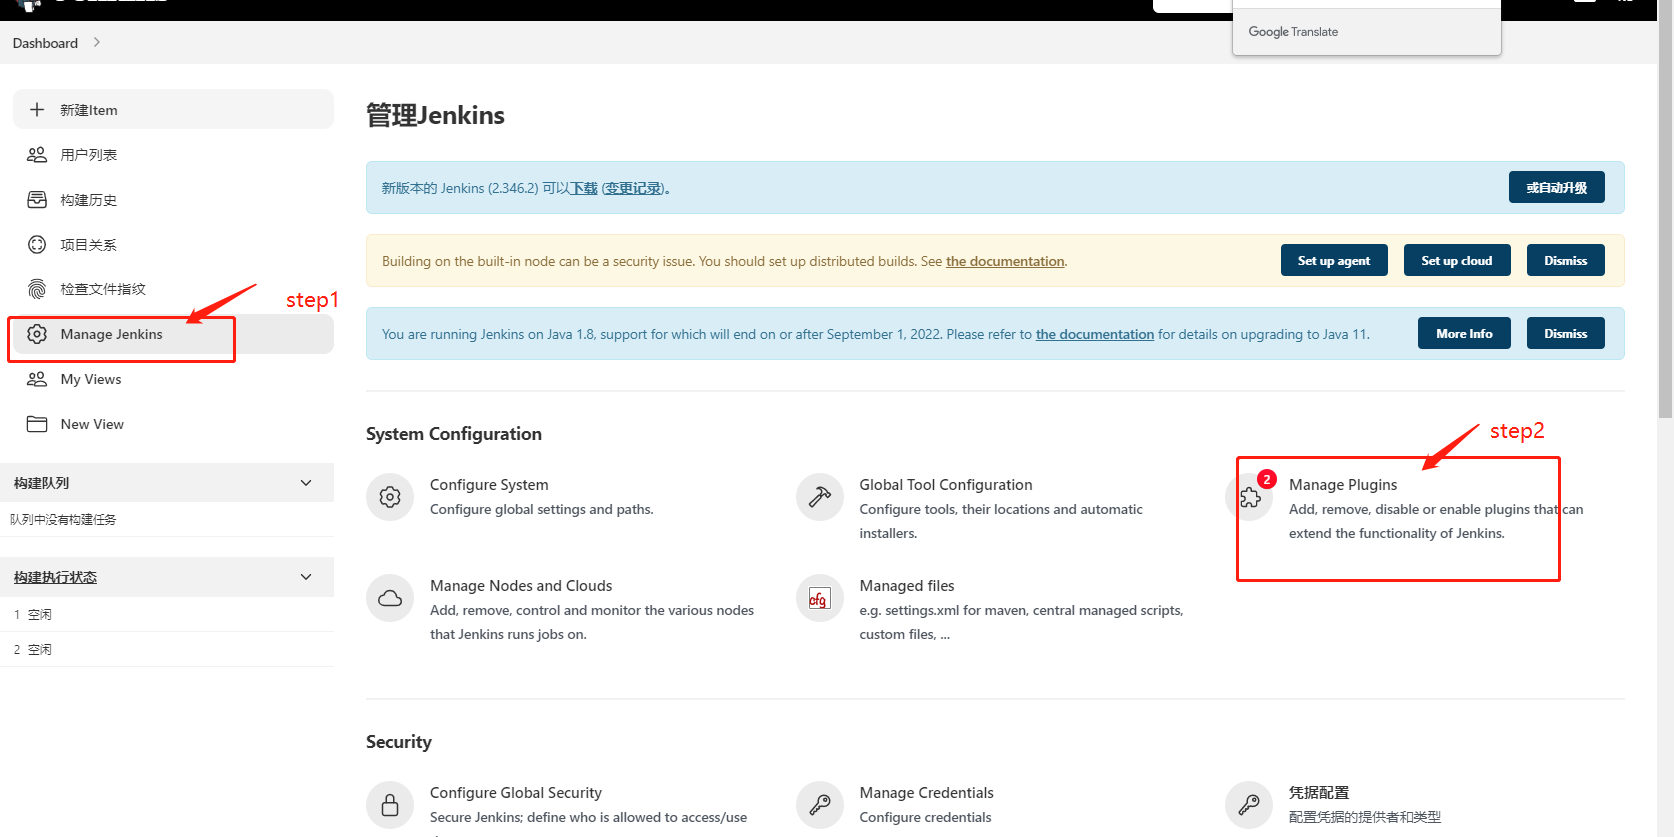 Google Translate
Dashboard
新建Item
用户列表
构建历史
项目关系
检查文件指纹
step1
Manage Jenkins
My Views
New View
构建队列
队列中没有构建任务
构建执行状态
1 空闲
2 空闲
管理Jenkins
新版本的 Jenkins (2.346.2) 可以下载 (变更记录)。
或自动升级
Building on the built-in node can be a security issue. You should set up distributed builds. See the documentation.
Set up agent
Set up cloud
Dismiss
You are running Jenkins on Java 1.8, support for which will end on or after September 1, 2022. Please refer to the documentation for details on upgrading to Java 11.
More Info
Dismiss
System Configuration
step2
Configure System
Configure global settings and paths.
Global Tool Configuration
Configure tools, their locations and automatic
installers.
2
Manage Plugins
Add, remove, disable or enable plugins that can
extend the functionality of Jenkins.
Manage Nodes and Clouds
Add, remove, control and monitor the various nodes
that Jenkins runs jobs on.
cfg
Managed files
e.g. settings.xml for maven, central managed scripts,
custom files, ...
Security
Configure Global Security
Secure Jenkins; define who is allowed to access/use
Manage Credentials
Configure credentials
凭据配置
配置凭据的提供者和类型